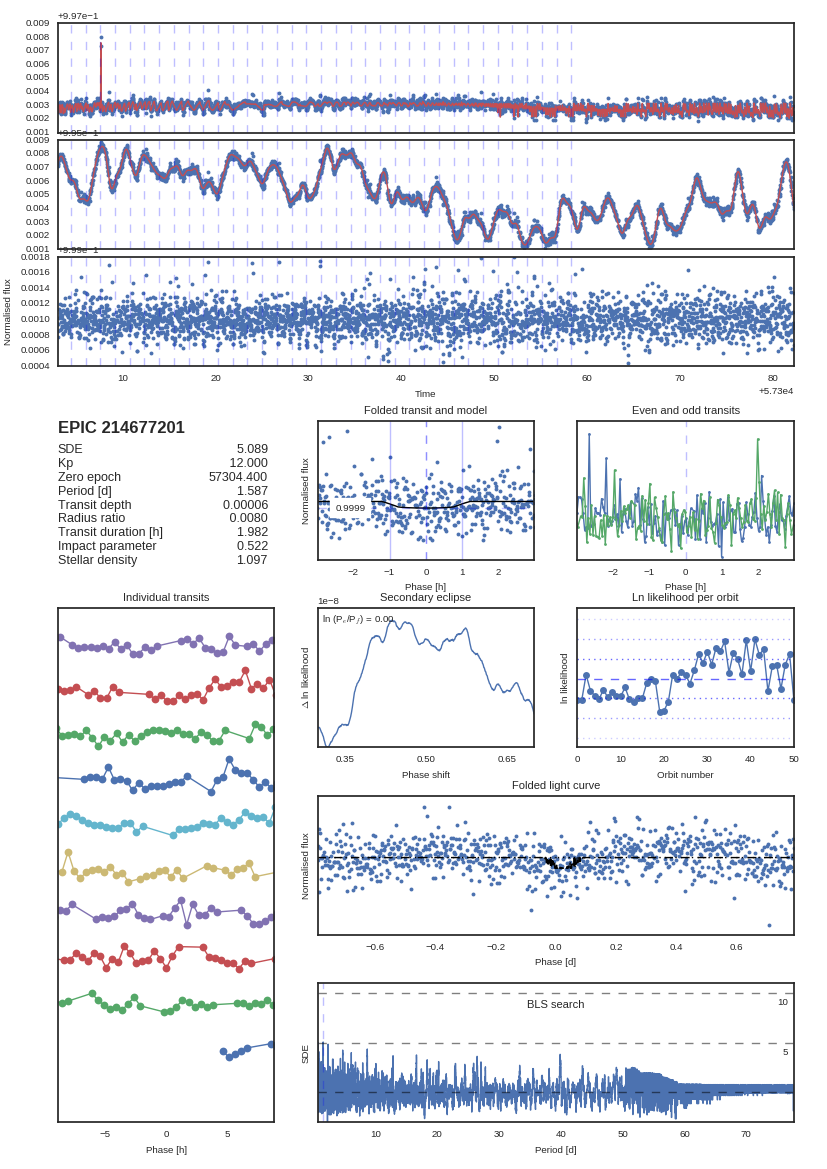 +9.97e−1
0.009
0.008
0.007
0.006
0.005
0.004
0.003
0.002
0.001
+9.95e−1
0.009
0.008
0.007
0.006
0.005
0.004
0.003
0.002
0.001
+9.99e−1
0.0018
0.0016
0.0014
0.0012
0.0010
0.0008
0.0006
0.0004
Normalised flux
10 20 30 40 50 60 70 80
Time
+5.73e4
EPIC 214677201
SDE 5.089
Kp 12.000
Zero epoch 57304.400
Period [d] 1.587
Transit depth 0.00006
Radius ratio 0.0080
Transit duration [h] 1.982
Impact parameter 0.522
Stellar density 1.097
Folded transit and model
Normalised flux
0.9999
−2 −1 0 1 2
Phase [h]
Even and odd transits
−2 −1 0 1 2
Phase [h]
Individual transits
−5 0 5
Phase [h]
Secondary eclipse
1e−8
ln (Pₑ/P𝑓) = 0.00
Δ ln likelihood
0.35 0.50 0.65
Phase shift
Ln likelihood per orbit
ln likelihood
0 10 20 30 40 50
Orbit number
Folded light curve
Normalised flux
−0.6 −0.4 −0.2 0.0 0.2 0.4 0.6
Phase [d]
BLS search
10
5
SDE
10 20 30 40 50 60 70
Period [d]